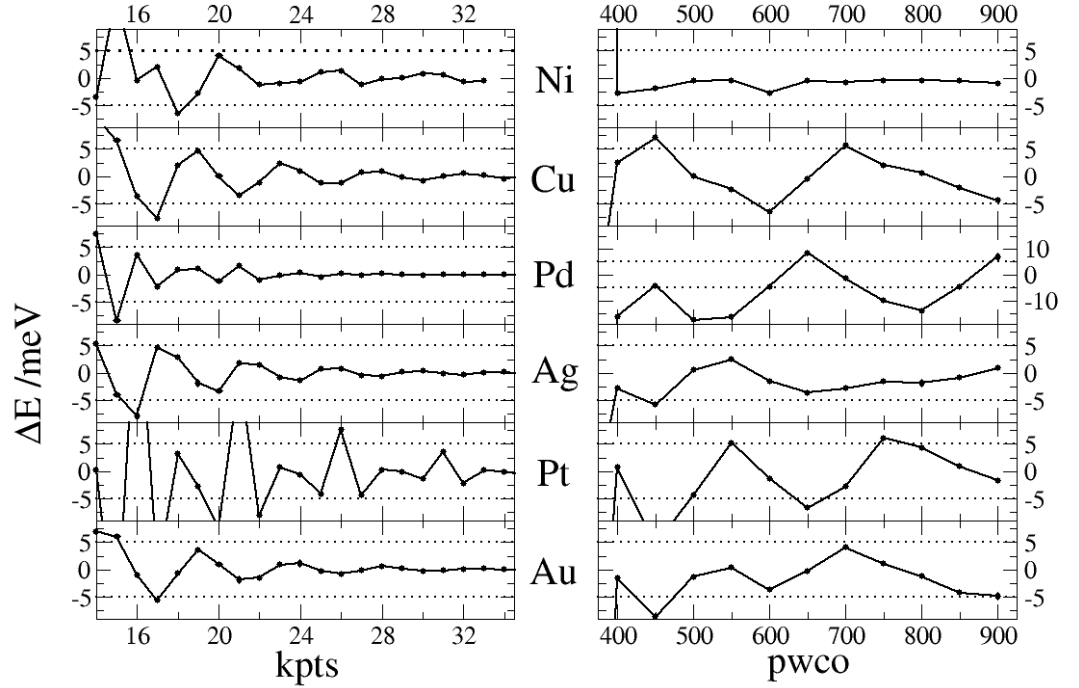 16 20 24 28 32 400 500 600 700 800 900
5 0 -5 Ni 5 0 -5
5 0 -5 Cu 5 0 -5
5 0 -5 Pd 10 0 -10
5 0 -5 Ag 5 0 -5
5 0 -5 Pt 5 0 -5
5 0 -5 Au 5 0 -5
ΔE /meV
16 20 24 28 32 400 500 600 700 800 900
kpts pwco